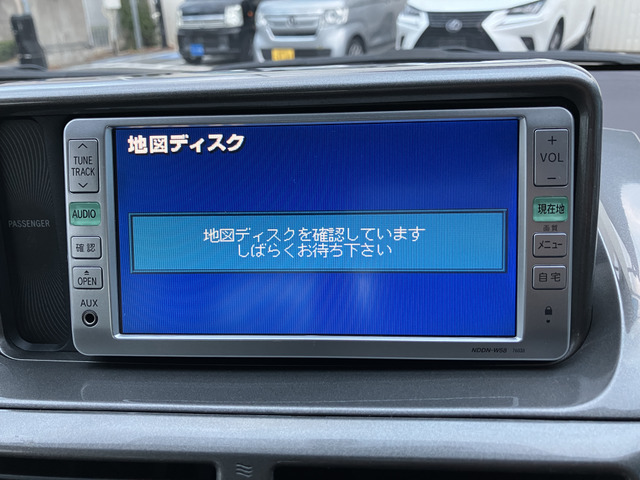 地図ディスク
地図ディスクを確認しています
しばらくお待ち下さい
PASSENGER
TUNE
TRACK
AUDIO
確認
OPEN
AUX
＋
VOL
－
現在地
画質
メニュー
自宅
NDDN-W58